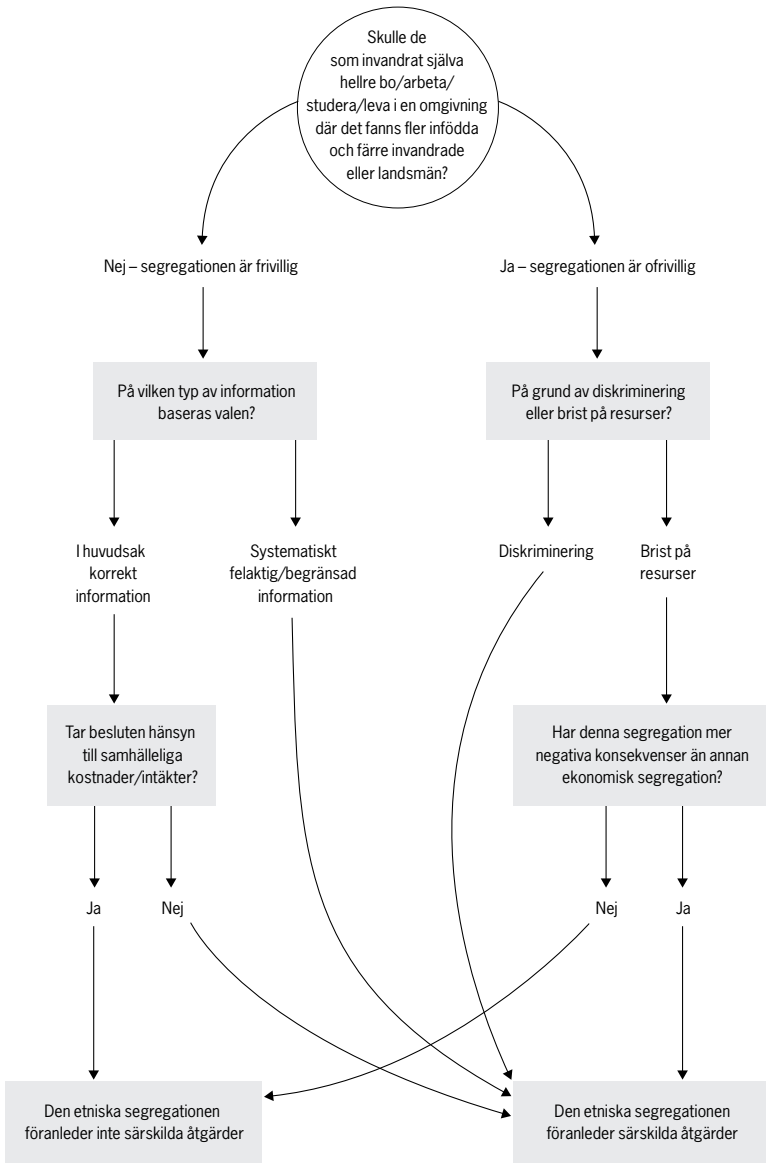 Skulle de
som invandrat själva
hellre bo/arbeta/
studera/leva i en omgivning
där det fanns fler infödda
och färre invandrade
eller landsmän?
Nej – segregationen är frivillig
Ja – segregationen är ofrivillig
På vilken typ av information
baseras valen?
På grund av diskriminering
eller brist på resurser?
I huvudsak
korrekt
information
Systematiskt
felaktig/begränsad
information
Diskriminering
Brist på
resurser
Tar besluten hänsyn
till samhälleliga
kostnader/intäkter?
Har denna segregation mer
negativa konsekvenser än annan
ekonomisk segregation?
Ja
Nej
Nej
Ja
Den etniska segregationen
föranleder inte särskilda åtgärder
Den etniska segregationen
föranleder särskilda åtgärder